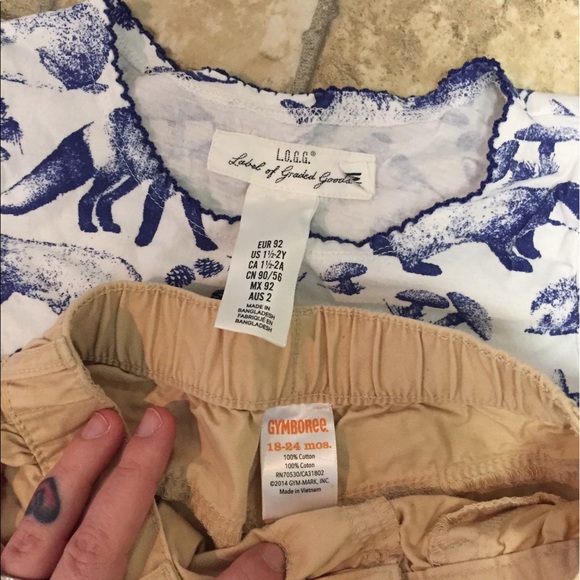 L.O.G.G.®
Label of Graded Goods
EUR 92
US 1½-2Y
CA 1½-2A
CN 90/56
MX 92
AUS 2
MADE IN
BANGLADESH
FABRIQUÉ EN
BANGLADESH
GYMBOREE.
18-24 mos.
100% Cotton
100% Coton
RN70530/CA31802
©2014 GYM-MARK, INC.
Made in Vietnam